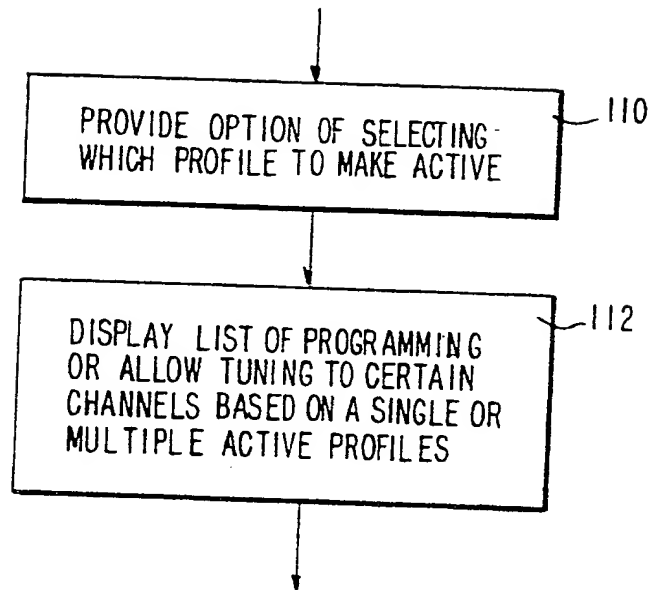 PROVIDE OPTION OF SELECTING
WHICH PROFILE TO MAKE ACTIVE
110
DISPLAY LIST OF PROGRAMMING
OR ALLOW TUNING TO CERTAIN
CHANNELS BASED ON A SINGLE OR
MULTIPLE ACTIVE PROFILES
112